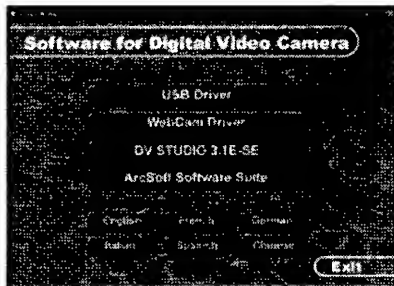 Software for Digital Video Camera
USB Driver
WebCam Driver
DV STUDIO 3.1E-SE
ArcSoft Software Suite
English French German
Italian Spanish Chinese
Exit